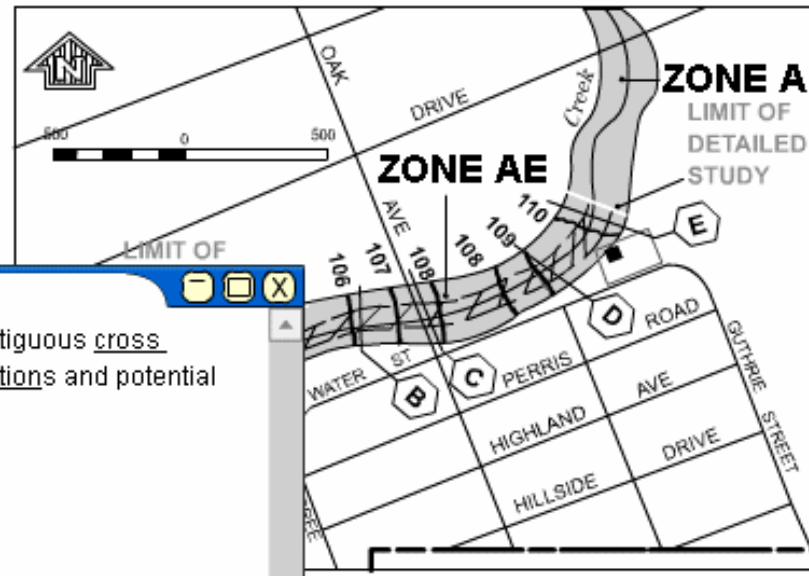 N
500 0 500
OAK
AVE
DRIVE
Creek
ZONE A
LIMIT OF
DETAILED
STUDY
ZONE AE
LIMIT OF
106
107
108
108
109
110
B
C
D
E
WATER ST
PERRIS ROAD
HIGHLAND AVE
HILLSIDE DRIVE
GUTHRIE STREET
tiguous cross
tions and potential